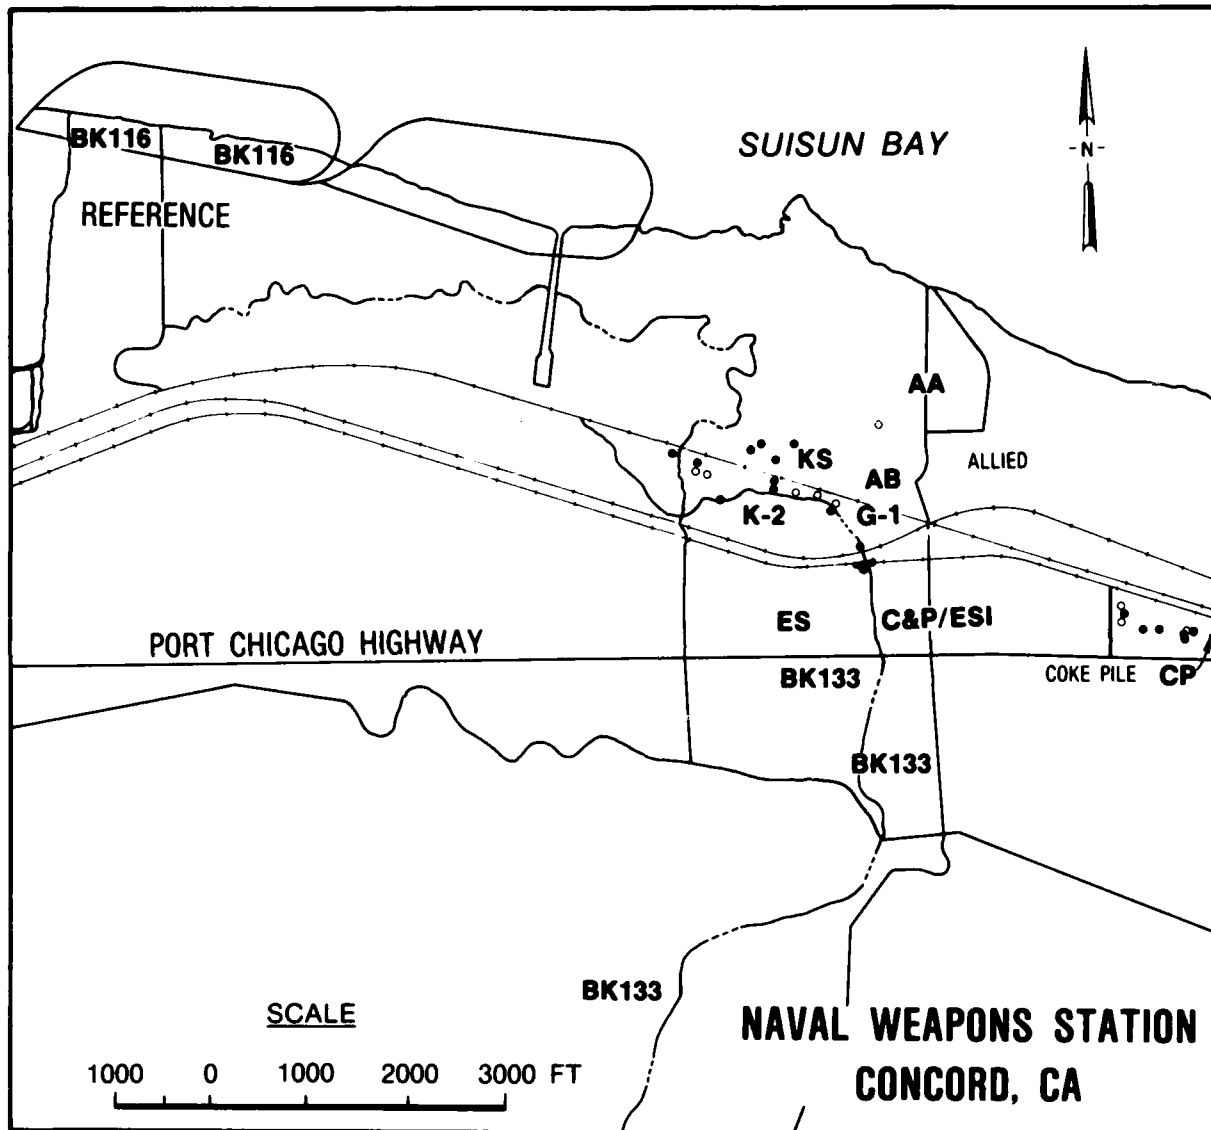 BK116
BK116
SUISUN BAY
-N-
REFERENCE
AA
KS
ALLIED
AB
K-2
G-1
ES
C&P/ESI
PORT CHICAGO HIGHWAY
BK133
COKE PILE
CP
BK133
BK133
SCALE
NAVAL WEAPONS STATION
CONCORD, CA
1000 0 1000 2000 3000 FT